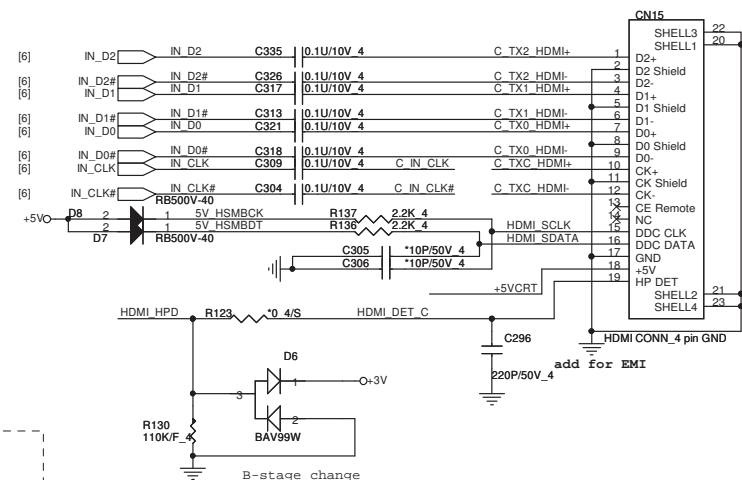 CN15
SHELL3 22
SHELL1 20
[6] IN_D2 IN_D2 C335 0.1U/10V_4 C_TX2_HDMI+ 1 D2+
2 D2 Shield
[6] IN_D2# IN_D2# C326 0.1U/10V_4 C_TX2_HDMI- 3 D2-
[6] IN_D1 IN_D1 C317 0.1U/10V_4 C_TX1_HDMI+ 4 D1+
5 D1 Shield
[6] IN_D1# IN_D1# C313 0.1U/10V_4 C_TX1_HDMI- 6 D1-
[6] IN_D0 IN_D0 C321 0.1U/10V_4 C_TX0_HDMI+ 7 D0+
8 D0 Shield
[6] IN_D0# IN_D0# C318 0.1U/10V_4 C_TX0_HDMI- 9 D0-
[6] IN_CLK IN_CLK C309 0.1U/10V_4 C_IN_CLK C_TXC_HDMI+ 10 CK+
11 CK Shield
[6] IN_CLK# IN_CLK# C304 0.1U/10V_4 C_IN_CLK# C_TXC_HDMI- 12 CK-
RB500V-40
13 CE Remote
+5V D8 2 1 5V_HSMBCK R137 2.2K_4
14 NC
D7 2 1 5V_HSMBDT R136 2.2K_4 HDMI_SCLK 15 DDC CLK
RB500V-40
HDMI_SDATA 16 DDC DATA
C305 *10P/50V_4 17 GND
C306 *10P/50V_4 18 +5V
+5VCRT 19 HP DET
SHELL2 21
SHELL4 23
HDMI_HPD R123 *0_4/S HDMI_DET_C
HDMI CONN_4 pin GND
C296
add for EMI
220P/50V_4
D6
3 1 +3V
2
R130
110K/F_4
BAV99W
B-stage change